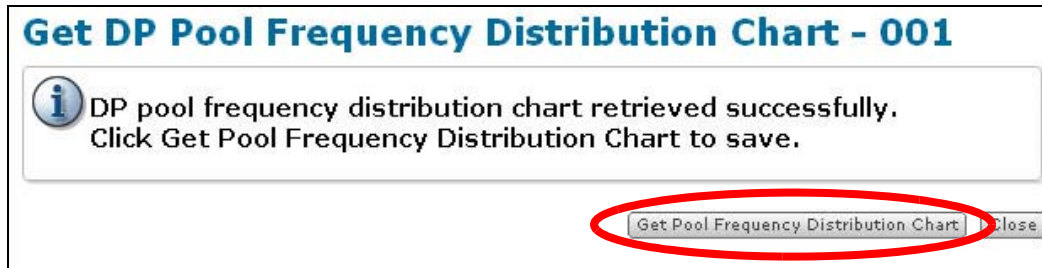 Get DP Pool Frequency Distribution Chart - 001
i DP pool frequency distribution chart retrieved successfully.
Click Get Pool Frequency Distribution Chart to save.
Get Pool Frequency Distribution Chart Close